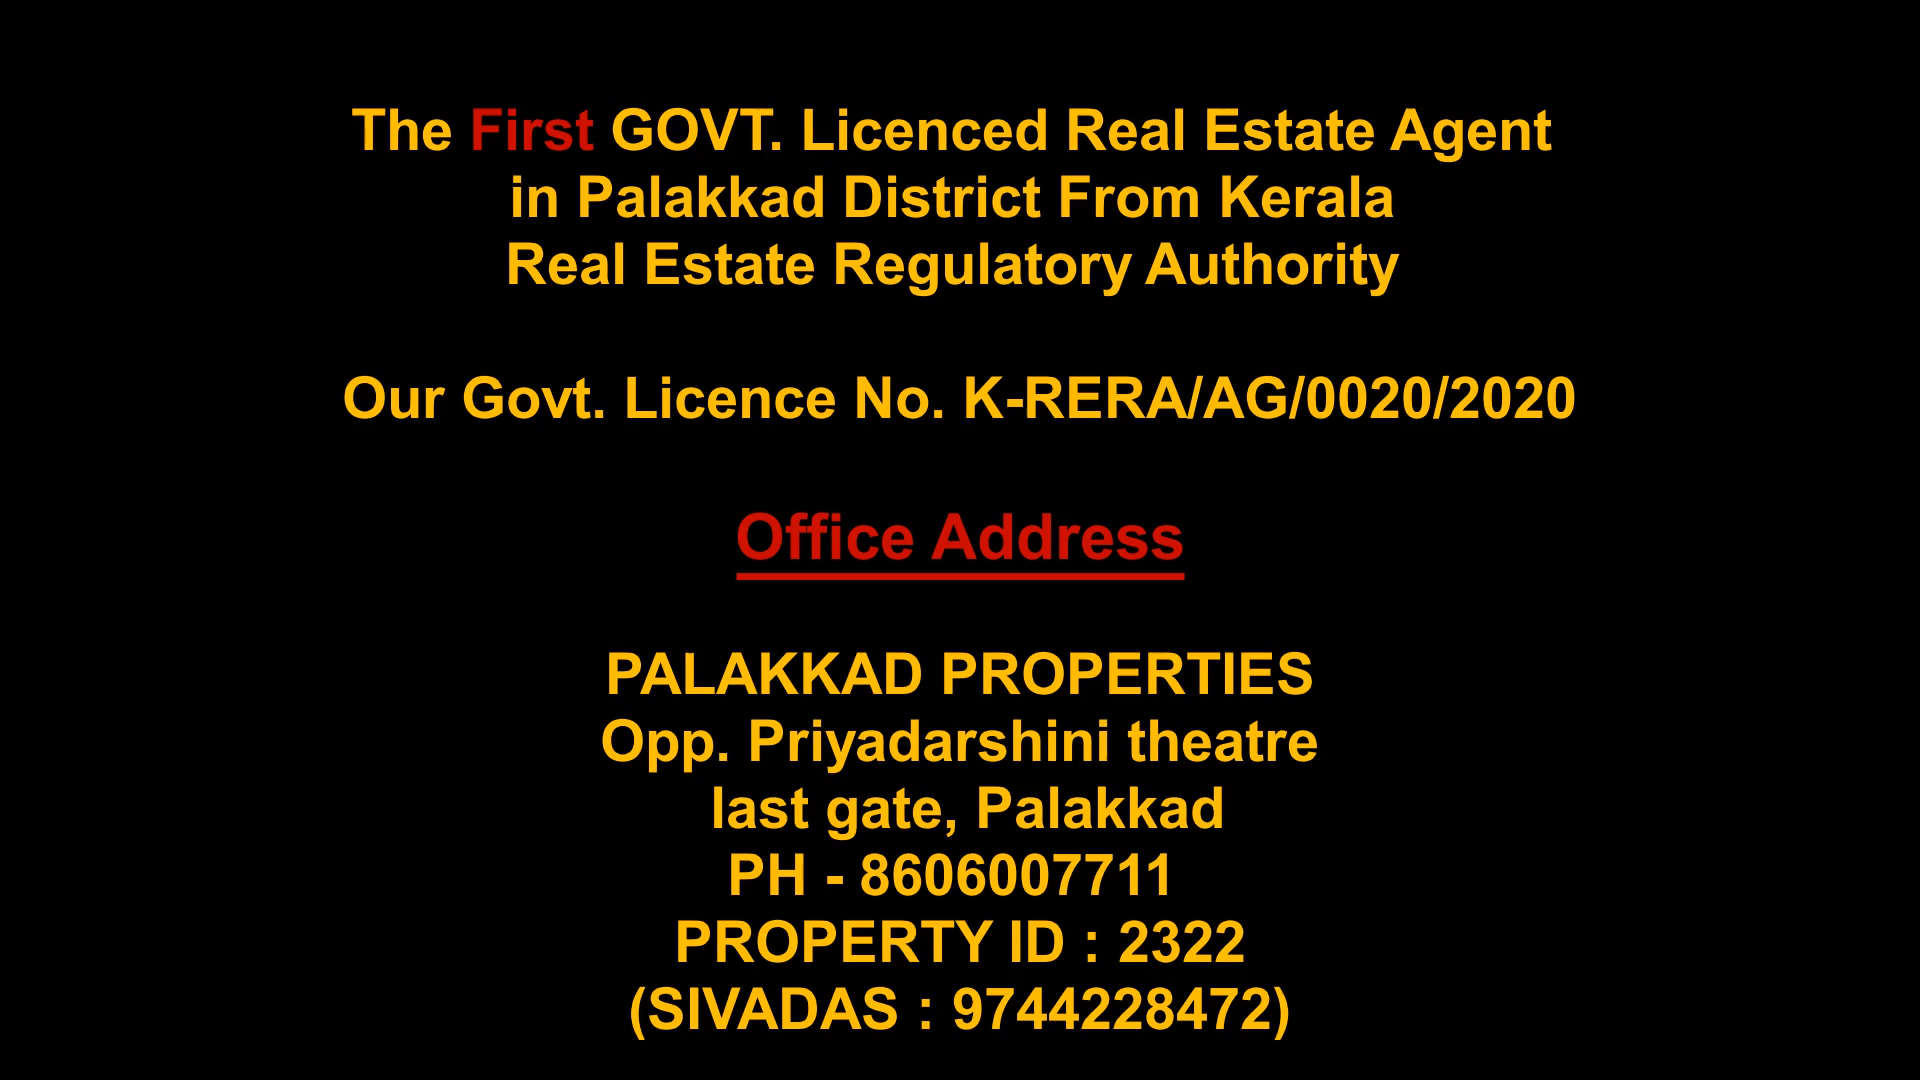 The First GOVT. Licenced Real Estate Agent
in Palakkad District From Kerala
Real Estate Regulatory Authority
Our Govt. Licence No. K-RERA/AG/0020/2020
Office Address
PALAKKAD PROPERTIES
Opp. Priyadarshini theatre
last gate, Palakkad
PH - 8606007711
PROPERTY ID : 2322
(SIVADAS : 9744228472)